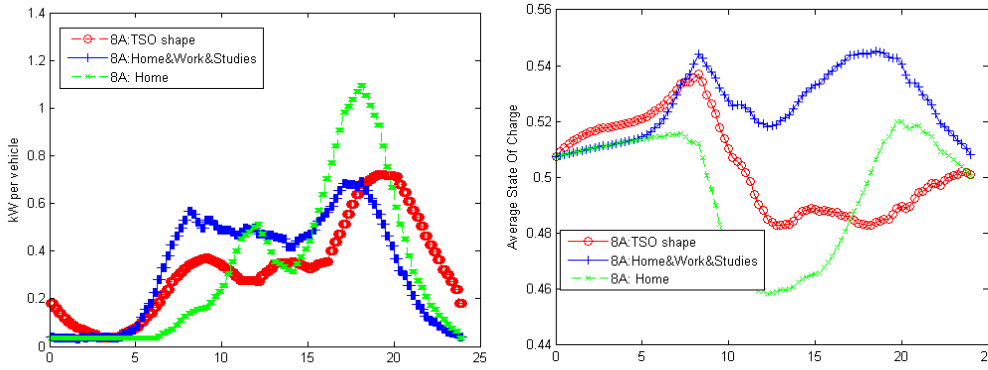 1.4
1.2
1
0.8
0.6
0.4
0.2
0
kW per vehicle
8A:TSO shape
8A:Home&Work&Studies
8A: Home
0 5 10 15 20 25
0.56
0.54
0.52
0.5
0.48
0.46
0.44
Average State Of Charge
8A:TSO shape
8A:Home&Work&Studies
8A: Home
0 5 10 15 20 25